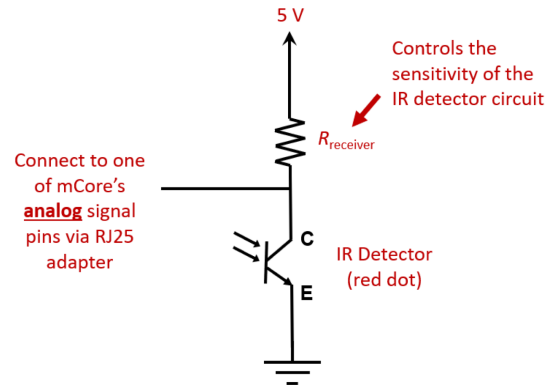 5 V
Controls the
sensitivity of the
IR detector circuit
Rreceiver
Connect to one
of mCore's
analog signal
pins via RJ25
adapter
C
IR Detector
(red dot)
E